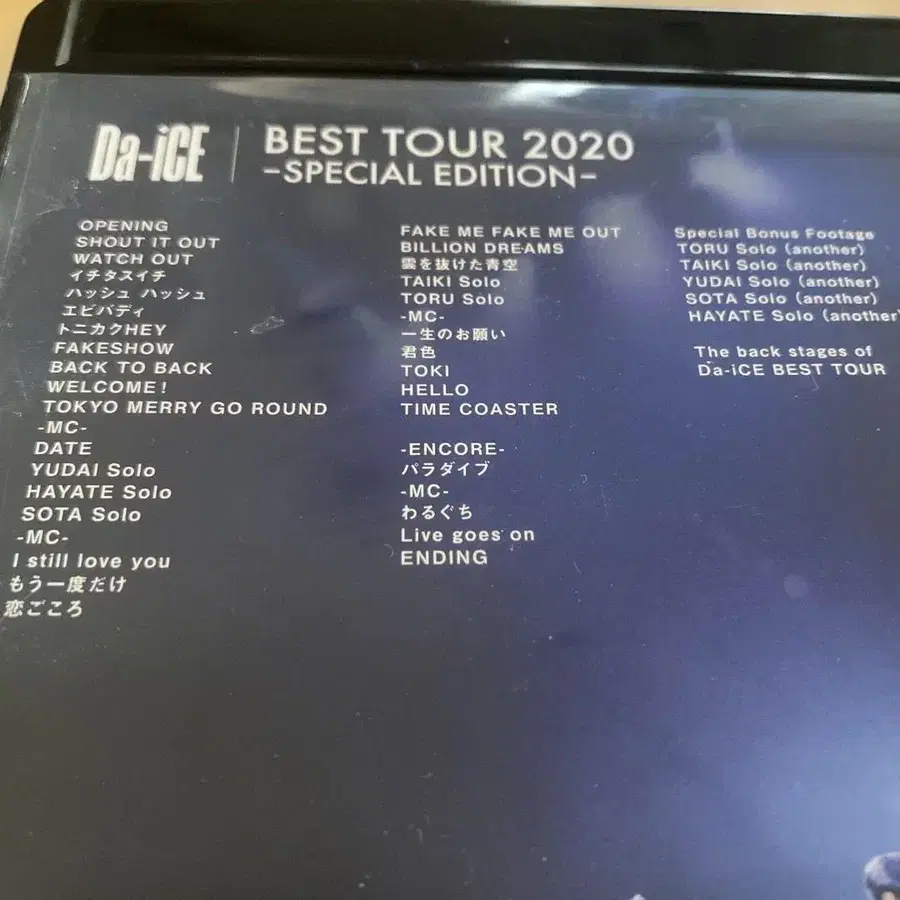 Da-iCE
BEST TOUR 2020
-SPECIAL EDITION-
OPENING
SHOUT IT OUT
WATCH OUT
イチタスイチ
ハッシュ ハッシュ
エビバディ
トニカクHEY
FAKESHOW
BACK TO BACK
WELCOME!
TOKYO MERRY GO ROUND
-MC-
DATE
YUDAI Solo
HAYATE Solo
SOTA Solo
-MC-
I still love you
もう一度だけ
恋ごころ
FAKE ME FAKE ME OUT
BILLION DREAMS
雲を抜けた青空
TAIKI Solo
TORU Solo
-MC-
一生のお願い
君色
TOKI
HELLO
TIME COASTER
-ENCORE-
パラダイブ
-MC-
わるぐち
Live goes on
ENDING
Special Bonus Footage
TORU Solo (another)
TAIKI Solo (another)
YUDAI Solo (another)
SOTA Solo (another)
HAYATE Solo (another)
The back stages of
Da-iCE BEST TOUR